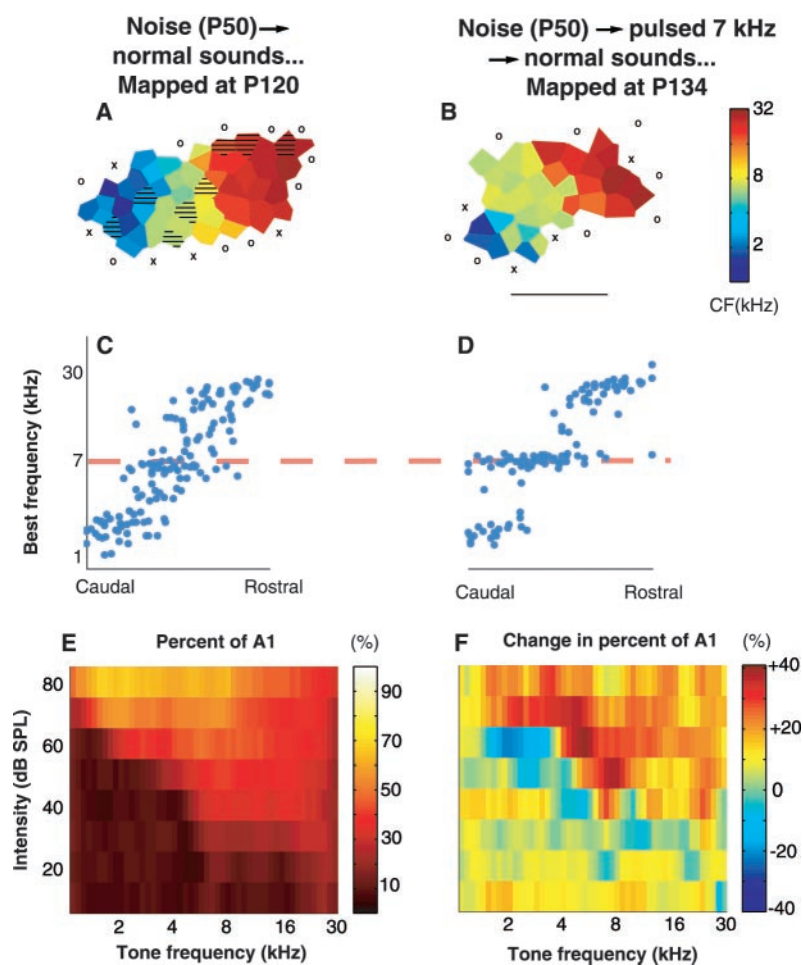 Noise (P50) →
normal sounds...
Mapped at P120
Noise (P50) → pulsed 7 kHz
→ normal sounds...
Mapped at P134
A
o
o
x
o
o
o
x
o
x
o
x
o
o
B
o
o
x
o
o
x
o
x
o
o
32
8
2
CF(kHz)
C
D
Best frequency (kHz)
30
7
1
Caudal
Rostral
Caudal
Rostral
E
Percent of A1
(%)
F
Change in percent of A1
(%)
Intensity (dB SPL)
80
60
40
20
90
70
50
30
10
+40
+20
0
-20
-40
2
4
8
16
30
Tone frequency (kHz)
2
4
8
16
30
Tone frequency (kHz)